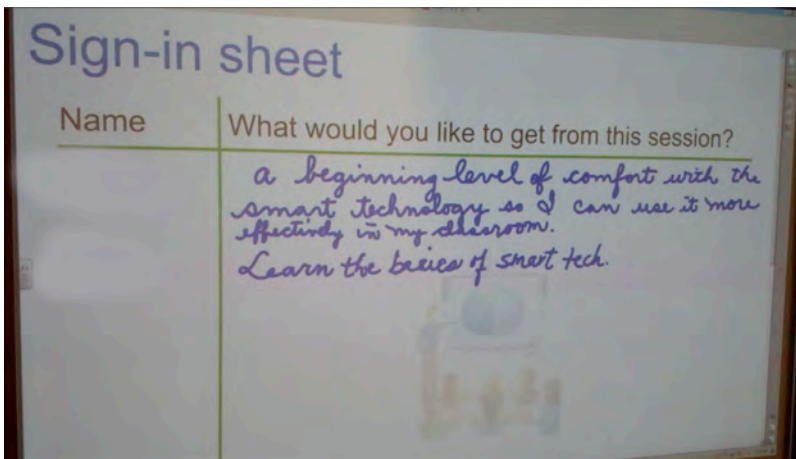 Sign-in sheet
Name
What would you like to get from this session?
a beginning level of comfort with the
smart technology so I can use it more
effectively in my classroom.
Learn the basics of smart tech.